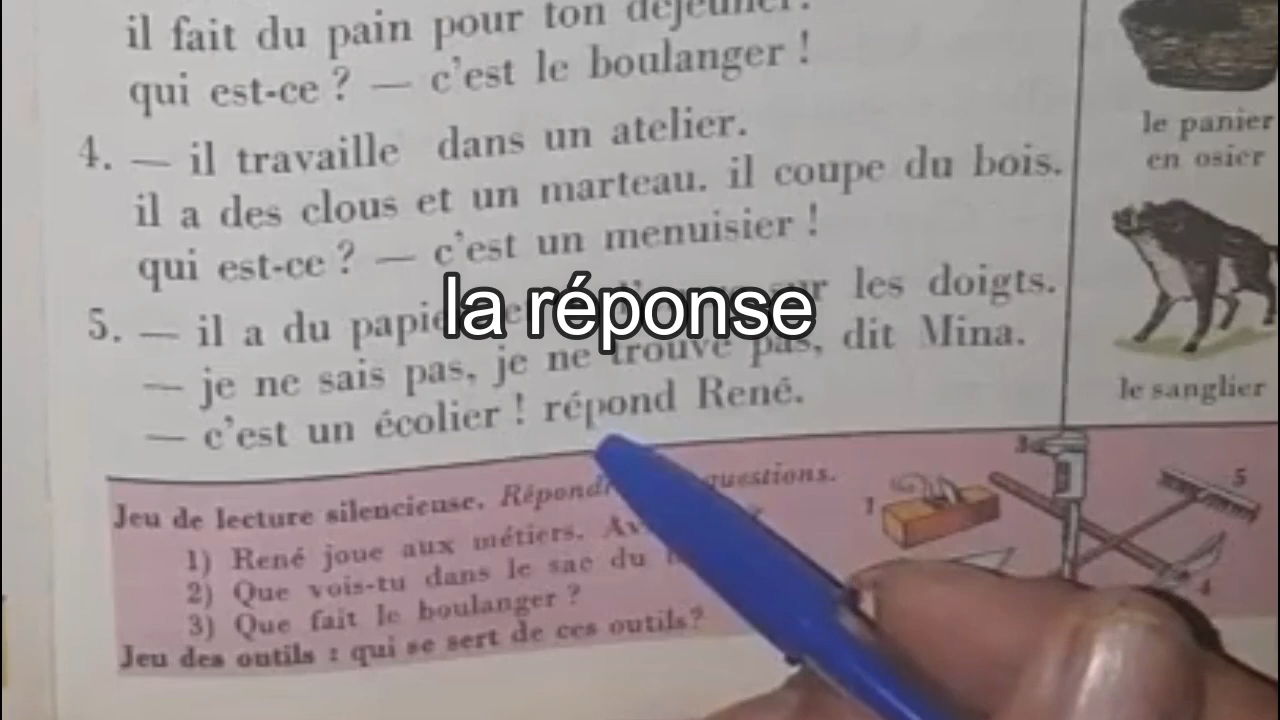 il fait du pain pour ton déjeuner.
qui est-ce ? — c'est le boulanger !
4. — il travaille dans un atelier.
il a des clous et un marteau. il coupe du bois.
qui est-ce ? — c'est un menuisier !
5. — il a du papier les doigts.
— je ne sais pas, je ne trouve pas, dit Mina.
— c'est un écolier ! répond René.
la réponse
Jeu de lecture silencieuse. questions.
1) René joue aux métiers.
2) Que vois-tu dans le sac du
3) Que fait le boulanger ?
Jeu des outils : qui se sert de ces outils ?
le panier
en osier
le sanglier
1
3
5
4